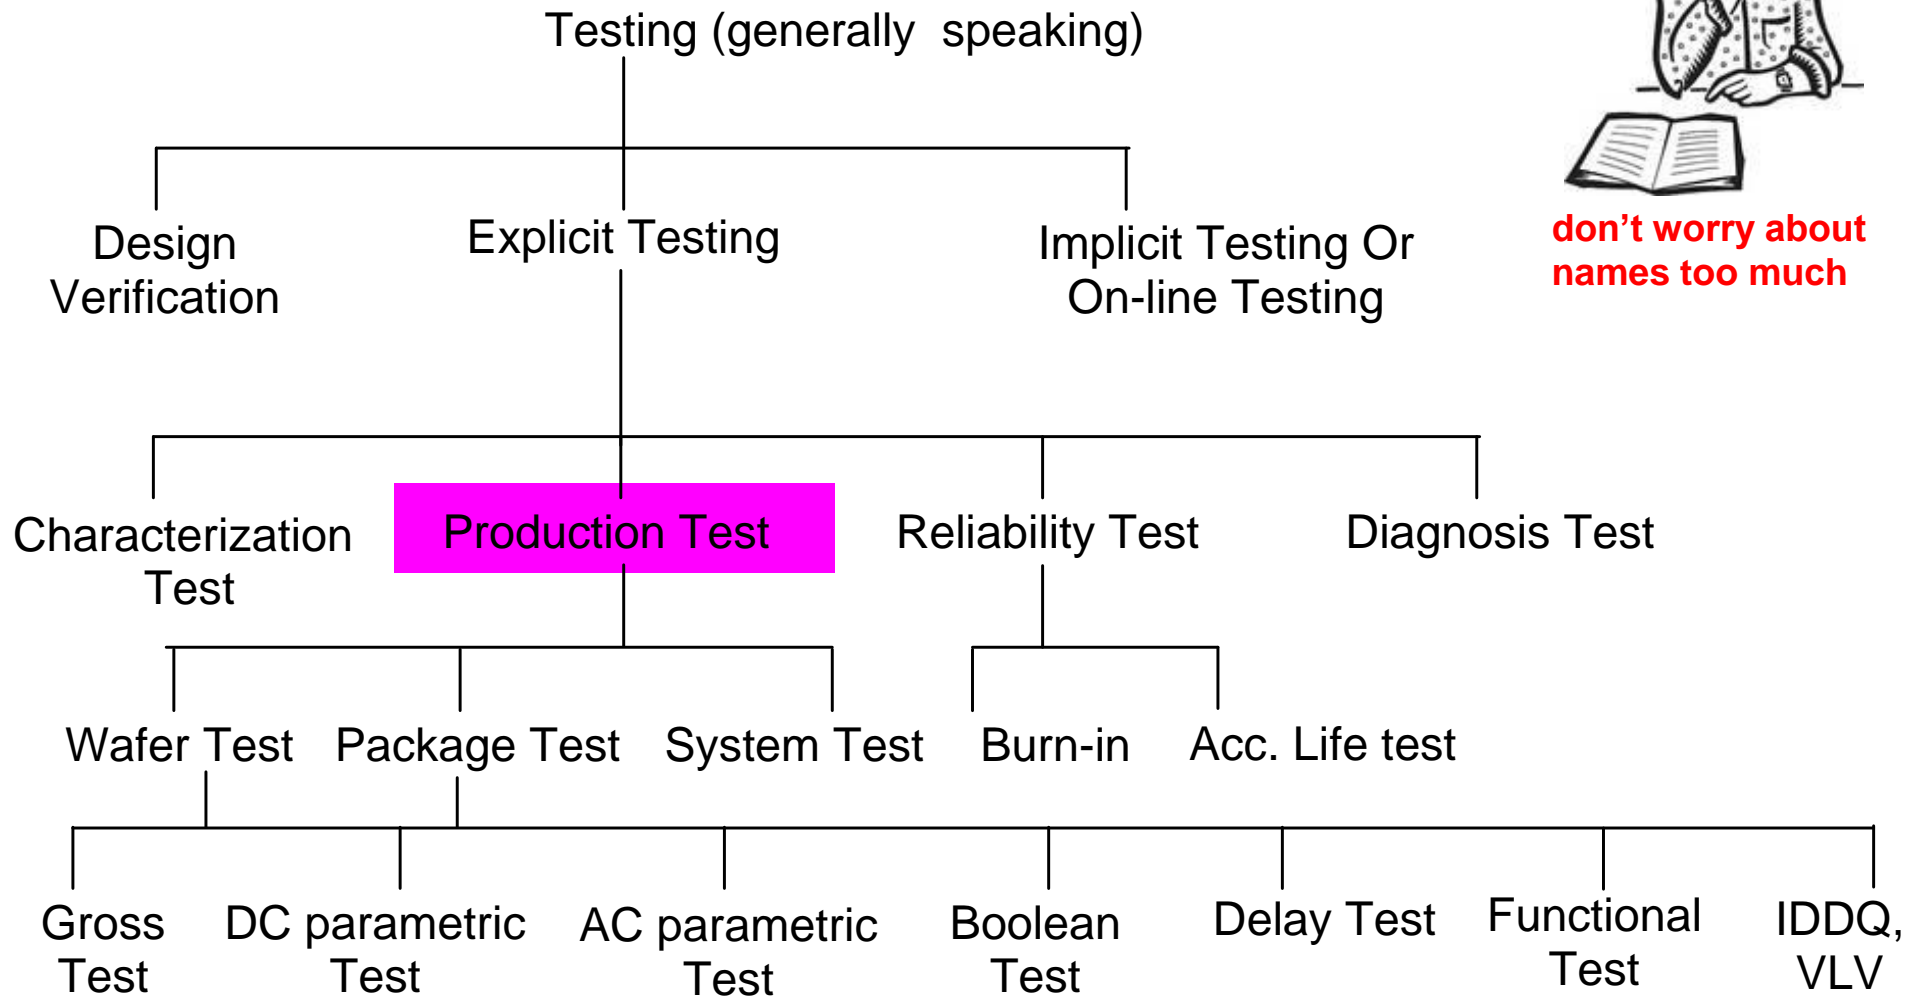 Testing (generally speaking)
Design
Verification
Explicit Testing
Implicit Testing Or
On-line Testing
don’t worry about
names too much
Characterization
Test
Production Test
Reliability Test
Diagnosis Test
Wafer Test
Package Test
System Test
Burn-in
Acc. Life test
Gross
Test
DC parametric
Test
AC parametric
Test
Boolean
Test
Delay Test
Functional
Test
IDDQ,
VLV